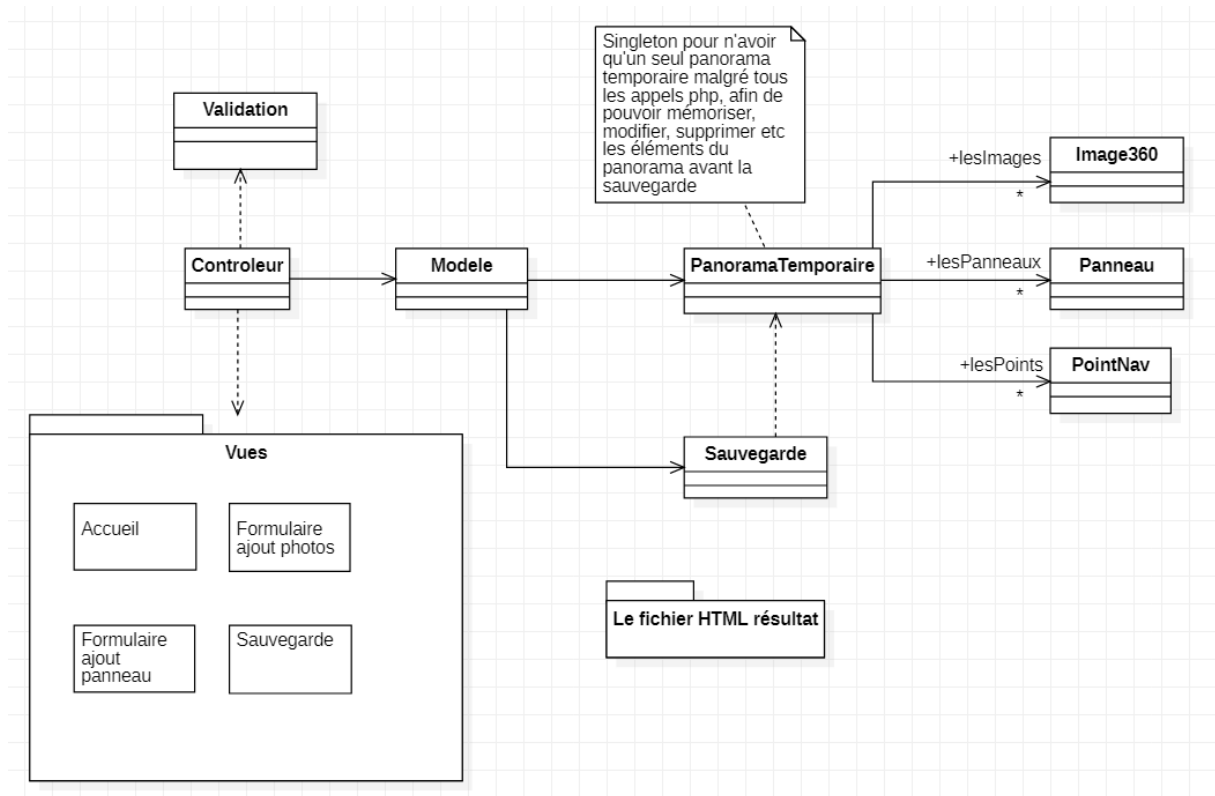 Singleton pour n'avoir
qu'un seul panorama
temporaire malgré tous
les appels php, afin de
pouvoir mémoriser,
modifier, supprimer etc
les éléments du
panorama avant la
sauvegarde
Validation
+lesImages
Image360
*
Controleur
Modele
PanoramaTemporaire
+lesPanneaux
Panneau
*
+lesPoints
PointNav
*
Vues
Sauvegarde
Accueil
Formulaire
ajout photos
Formulaire
ajout
panneau
Sauvegarde
Le fichier HTML résultat